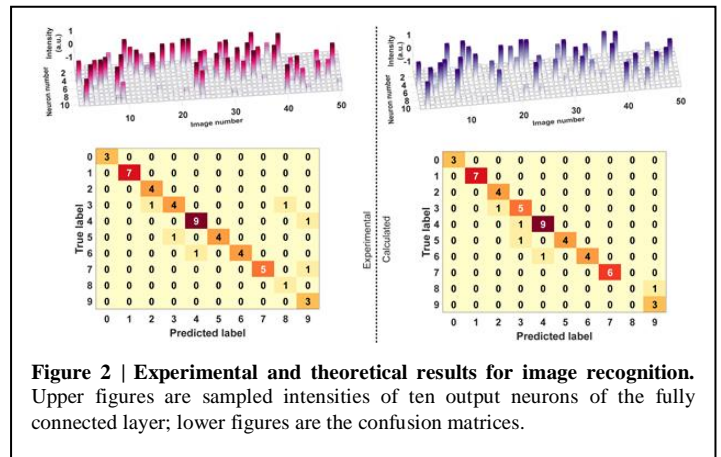 Intensity
(a.u.)
1
0
-1
Neuron number
2
4
6
8
10
10 20 30 40 50
Image number
Intensity
(a.u.)
1
0
-1
Neuron number
2
4
6
8
10
10 20 30 40 50
Image number
True label
0 3 0 0 0 0 0 0 0 0 0
1 0 7 0 0 0 0 0 0 0 0
2 0 0 4 0 0 0 0 0 0 0
3 0 0 1 4 0 0 0 0 1 0
4 0 0 0 0 9 0 0 0 0 1
5 0 0 0 1 0 4 0 0 0 0
6 0 0 0 0 1 0 4 0 0 0
7 0 0 0 0 0 0 0 5 0 1
8 0 0 0 0 0 0 0 0 1 0
9 0 0 0 0 0 0 0 0 0 3
0 1 2 3 4 5 6 7 8 9
Predicted label
Experimental
Calculated
True label
0 3 0 0 0 0 0 0 0 0 0
1 0 7 0 0 0 0 0 0 0 0
2 0 0 4 0 0 0 0 0 0 0
3 0 0 1 5 0 0 0 0 0 0
4 0 0 0 1 9 0 0 0 0 0
5 0 0 0 1 0 4 0 0 0 0
6 0 0 0 0 1 0 4 0 0 0
7 0 0 0 0 0 0 0 6 0 0
8 0 0 0 0 0 0 0 0 0 1
9 0 0 0 0 0 0 0 0 0 3
0 1 2 3 4 5 6 7 8 9
Predicted label
Figure 2 | Experimental and theoretical results for image recognition.
Upper figures are sampled intensities of ten output neurons of the fully
connected layer; lower figures are the confusion matrices.